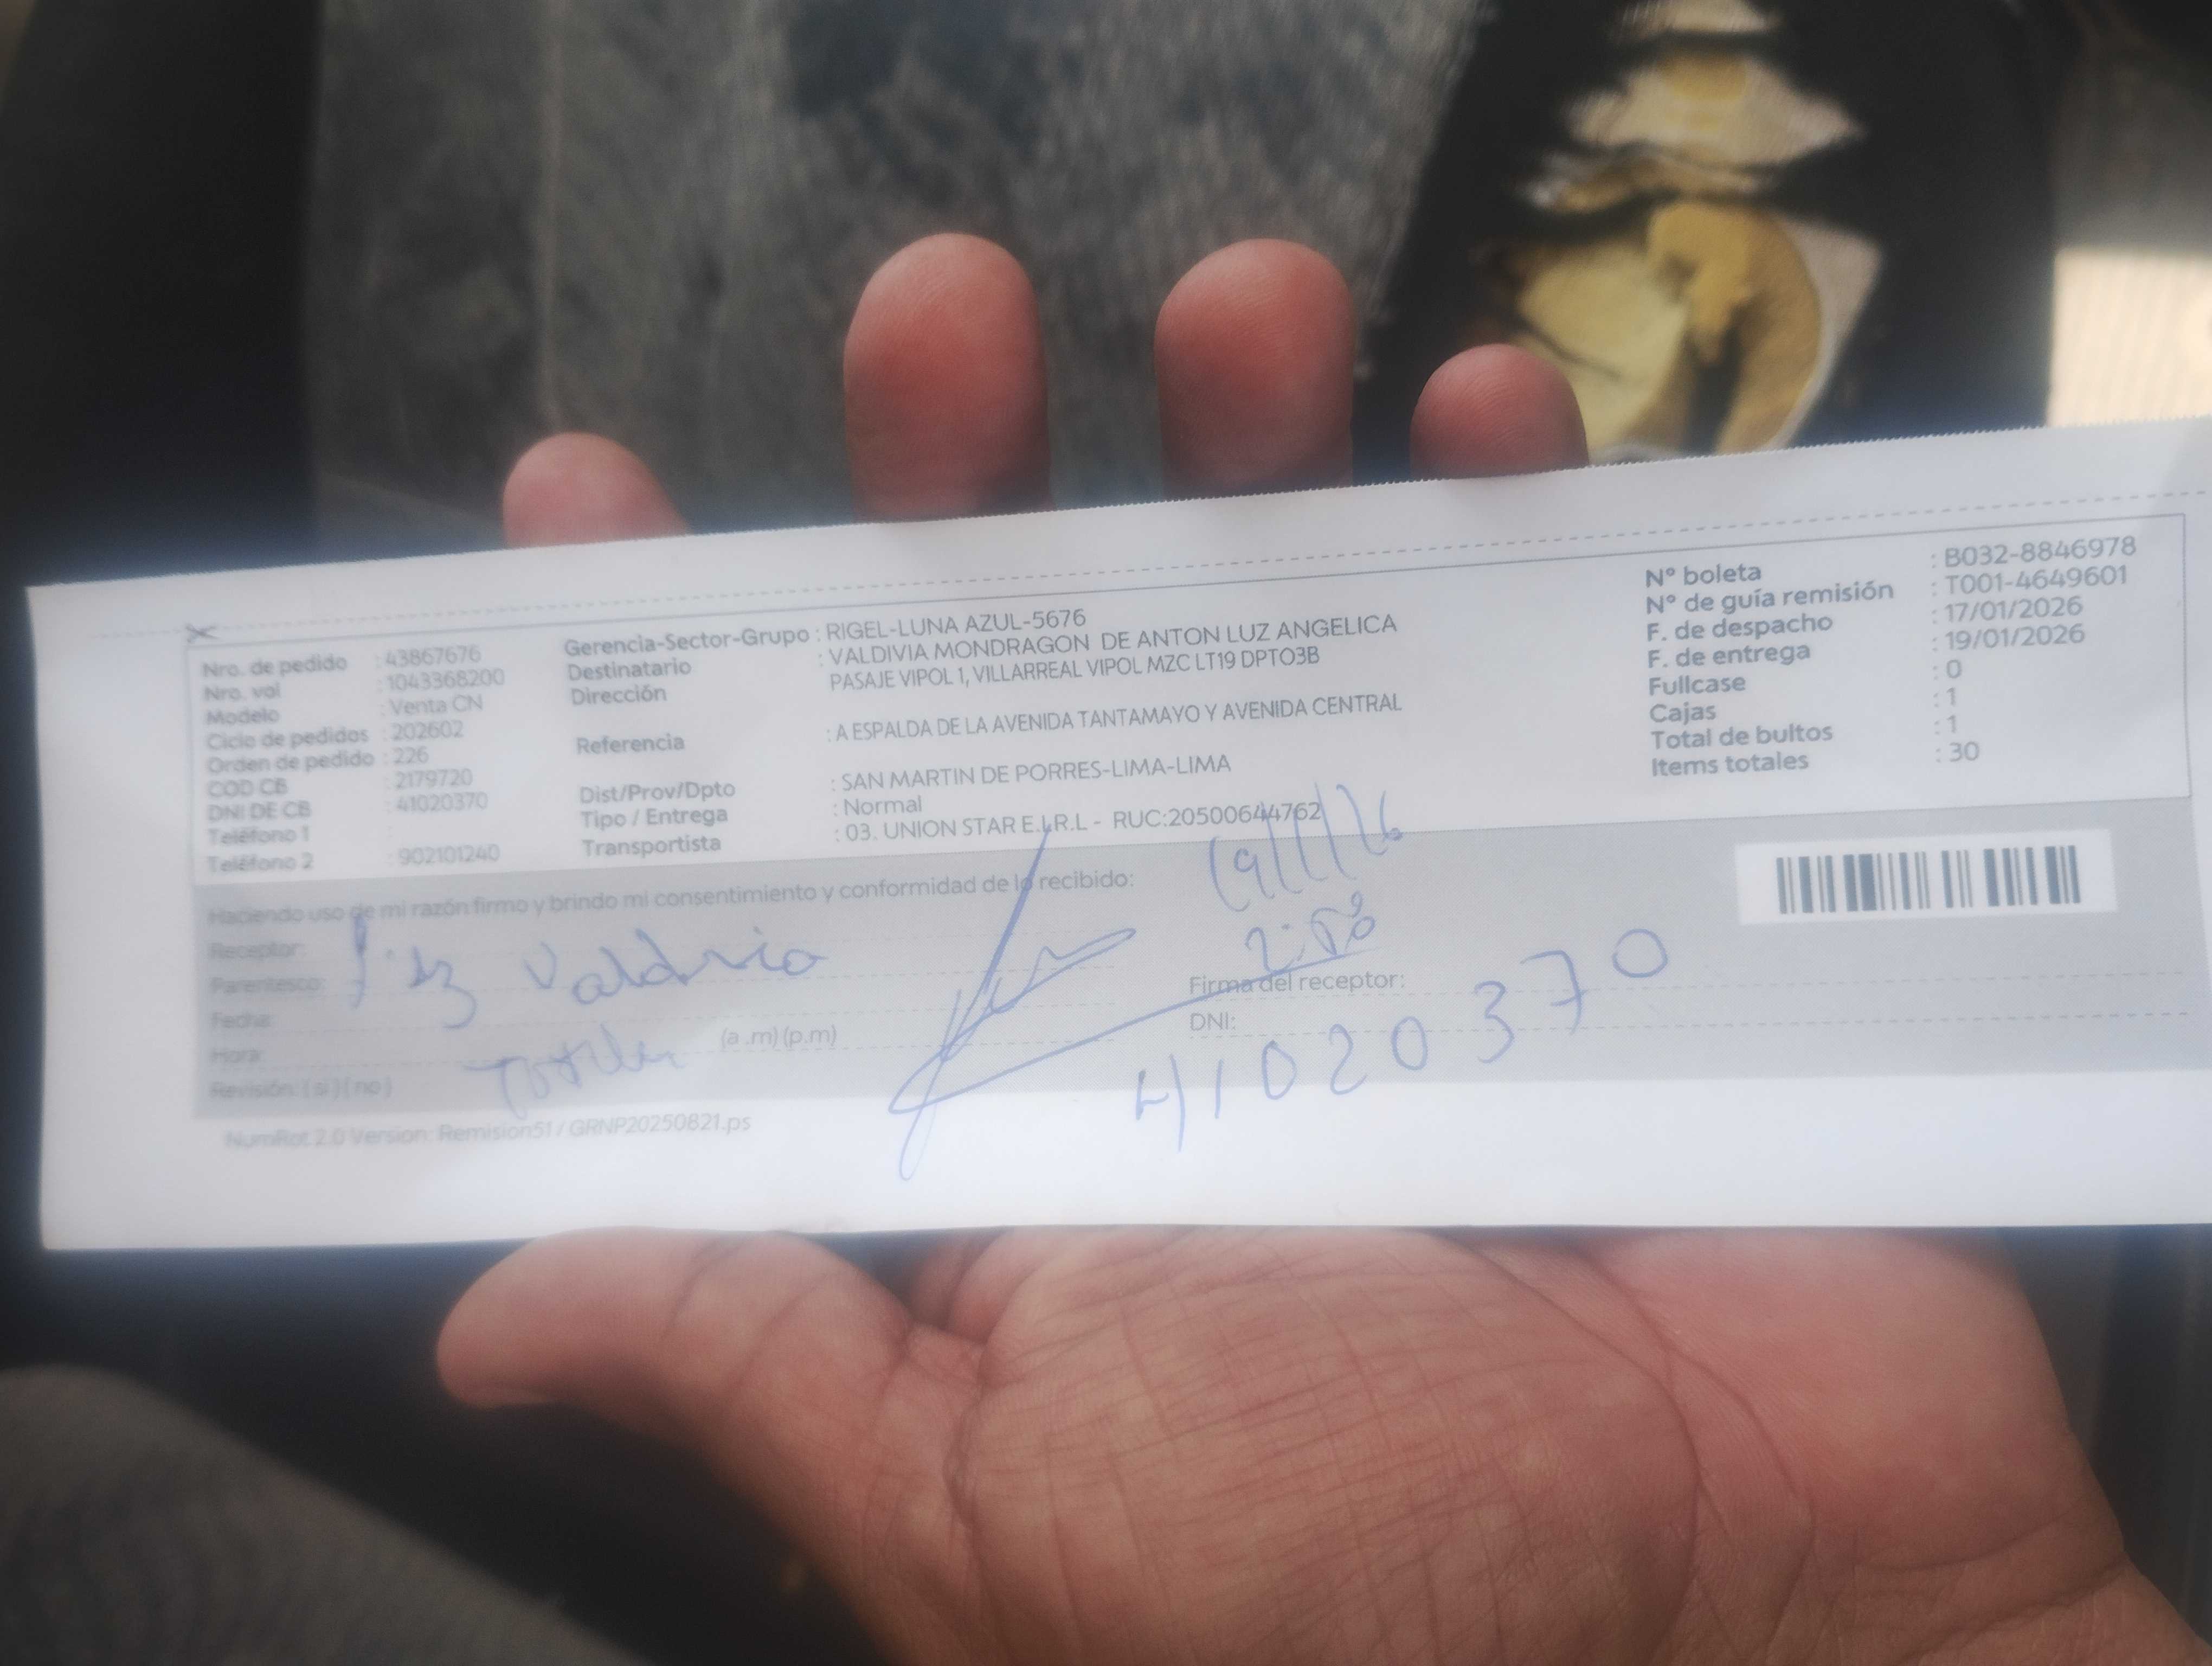 Nro. de pedido : 43867676
Nro. val : 1043368200
Modelo : Venta CN
Ciclo de pedidos : 202602
Orden de pedido : 226
COD CB : 2179720
DNI DE CB : 41020370
Teléfono 1 :
Teléfono 2 : 902101240
Gerencia-Sector-Grupo : RIGEL-LUNA AZUL-5676
Destinatario : VALDIVIA MONDRAGON DE ANTON LUZ ANGELICA
Dirección PASAJE VIPOL 1, VILLARREAL VIPOL MZC LT19 DPTO3B
Referencia : A ESPALDA DE LA AVENIDA TANTAMAYO Y AVENIDA CENTRAL
Dist/Prov/Dpto : SAN MARTIN DE PORRES-LIMA-LIMA
Tipo / Entrega : Normal
Transportista : 03. UNION STAR E.I.R.L - RUC:20500644762
N° boleta : B032-8846978
N° de guía remisión : T001-4649601
F. de despacho : 17/01/2026
F. de entrega : 19/01/2026
Fullcase : 0
Cajas : 1
Total de bultos : 1
Items totales : 30
Haciendo uso de mi razón firmo y brindo mi consentimiento y conformidad de lo recibido:
19/1/26
2:50
Receptor:
Parentesco:
Valdivia
Fecha:
Hora: (a .m) (p.m)
Revisión: ( si ) ( no )
Firma del receptor:
DNI:
41020370
NumRot 2.0 Version: Remision51 / GRNP20250821.ps